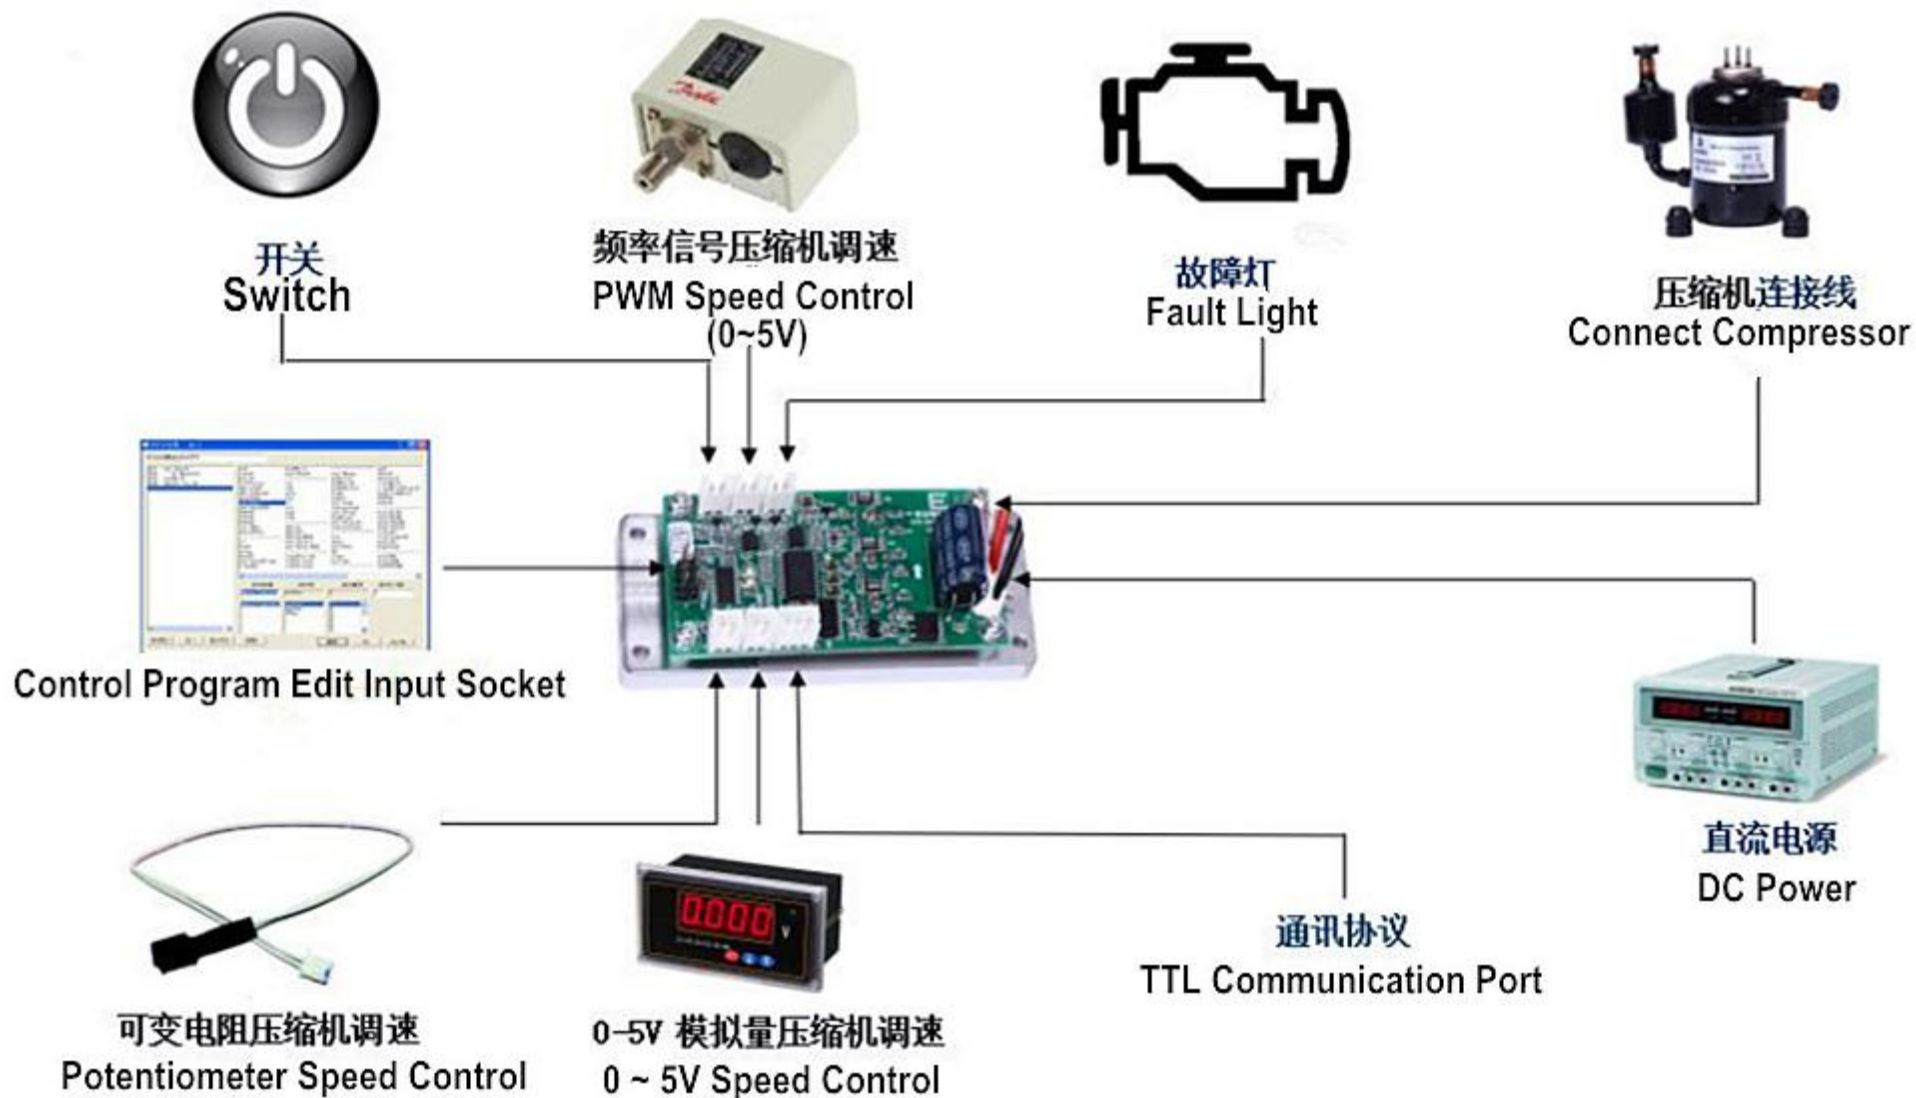 开关
Switch
频率信号压缩机调速
PWM Speed Control
(0~5V)
故障灯
Fault Light
压缩机连接线
Connect Compressor
Control Program Edit Input Socket
直流电源
DC Power
0.000
V
通讯协议
TTL Communication Port
可变电阻压缩机调速
Potentiometer Speed Control
0-5V 模拟量压缩机调速
0 ~ 5V Speed Control